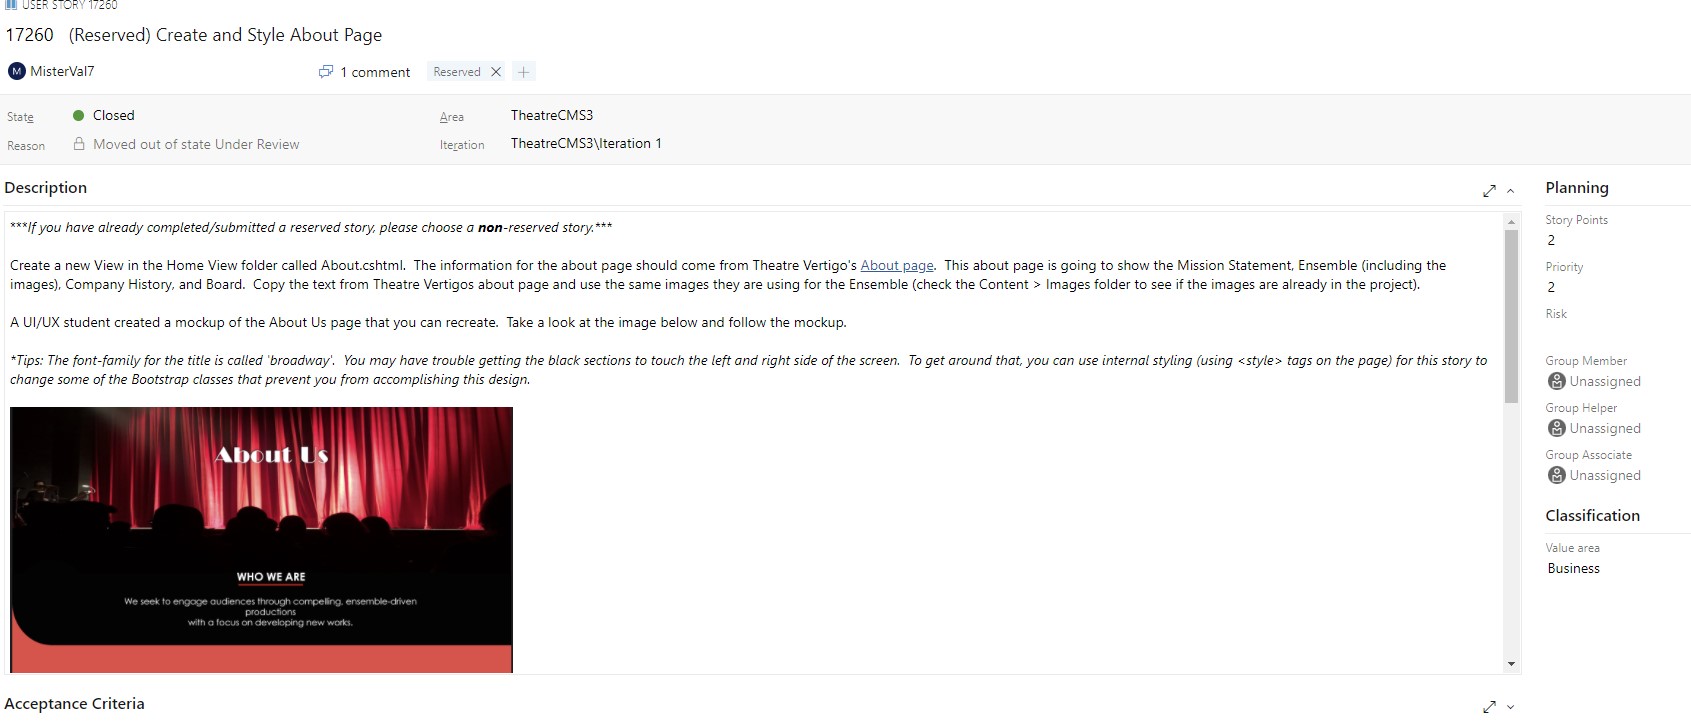 USER STORY 17260
17260 (Reserved) Create and Style About Page
M MisterVal7 1 comment Reserved
State Closed Area TheatreCMS3
Reason Moved out of state Under Review Iteration TheatreCMS3\Iteration 1
Description
***If you have already completed/submitted a reserved story, please choose a non-reserved story.***
Create a new View in the Home View folder called About.cshtml.  The information for the about page should come from Theatre Vertigo's About page.  This about page is going to show the Mission Statement, Ensemble (including the
images), Company History, and Board.  Copy the text from Theatre Vertigos about page and use the same images they are using for the Ensemble (check the Content > Images folder to see if the images are already in the project).
A UI/UX student created a mockup of the About Us page that you can recreate.  Take a look at the image below and follow the mockup.
*Tips: The font-family for the title is called 'broadway'.  You may have trouble getting the black sections to touch the left and right side of the screen.  To get around that, you can use internal styling (using <style> tags on the page) for this story to
change some of the Bootstrap classes that prevent you from accomplishing this design.
About Us
WHO WE ARE
We seek to engage audiences through compelling, ensemble-driven
productions
with a focus on developing new works.
Acceptance Criteria
Planning
Story Points
2
Priority
2
Risk
Group Member
Unassigned
Group Helper
Unassigned
Group Associate
Unassigned
Classification
Value area
Business